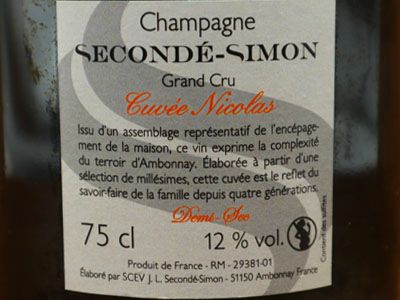 Champagne
SECONDÉ-SIMON
Grand Cru
Cuvée Nicolas
Issu d'un assemblage représentatif de l'encépage-
ment de la maison, ce vin exprime la complexité
du terroir d'Ambonnay. Élaborée à partir d'une
sélection de millésimes, cette cuvée est le reflet du
savoir-faire de la famille depuis quatre générations.
Demi-Sec
75 cl 12 % vol.
Contient des sulfites
Produit de France - RM - 29381-01
Élaboré par SCEV J. L. Secondé-Simon - 51150 Ambonnay France